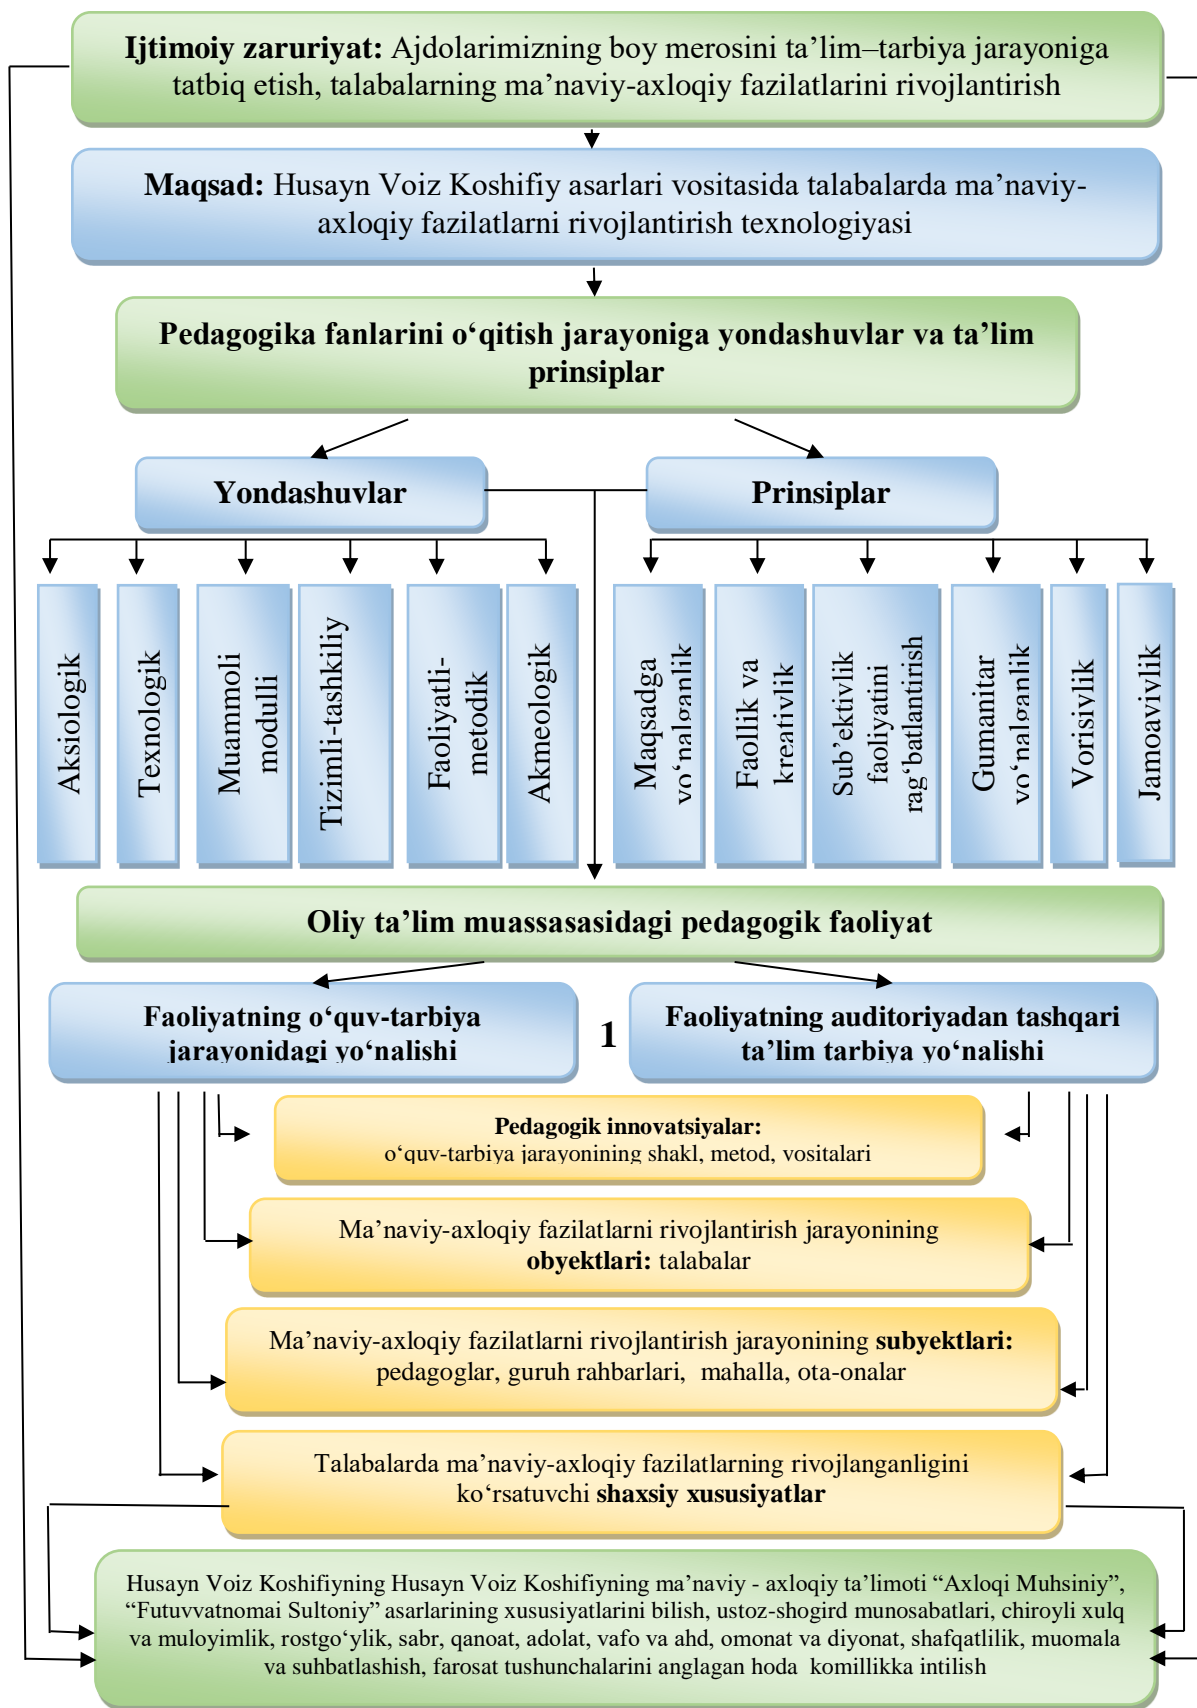 Ijtimoiy zaruriyat: Ajdolarimizning boy merosini ta’lim–tarbiya jarayoniga
tatbiq etish, talabalarning ma’naviy-axloqiy fazilatlarini rivojlantirish
Maqsad: Husayn Voiz Koshifiy asarlari vositasida talabalarda ma’naviy-
axloqiy fazilatlarni rivojlantirish texnologiyasi
Pedagogika fanlarini o‘qitish jarayoniga yondashuvlar va ta’lim
prinsiplar
Yondashuvlar
Prinsiplar
Aksiologik
Texnologik
Muammoli
modulli
Tizimli-tashkiliy
Faoliyatli-
metodik
Akmeologik
Maqsadga
yo‘nalganlik
Faollik va
kreativlik
Sub’ektivlik
faoliyatini
rag‘batlantirish
Gumanitar
yo‘nalganlik
Vorisivlik
Jamoavivlik
Oliy ta’lim muassasasidagi pedagogik faoliyat
Faoliyatning o‘quv-tarbiya
jarayonidagi yo‘nalishi
1
Faoliyatning auditoriyadan tashqari
ta’lim tarbiya yo‘nalishi
Pedagogik innovatsiyalar:
o‘quv-tarbiya jarayonining shakl, metod, vositalari
Ma’naviy-axloqiy fazilatlarni rivojlantirish jarayonining
obyektlari: talabalar
Ma’naviy-axloqiy fazilatlarni rivojlantirish jarayonining subyektlari:
pedagoglar, guruh rahbarlari, mahalla, ota-onalar
Talabalarda ma’naviy-axloqiy fazilatlarning rivojlanganligini
ko‘rsatuvchi shaxsiy xususiyatlar
Husayn Voiz Koshifiyning Husayn Voiz Koshifiyning ma’naviy - axloqiy ta’limoti “Axloqi Muhsiniy”,
“Futuvvatnomai Sultoniy” asarlarining xususiyatlarini bilish, ustoz-shogird munosabatlari, chiroyli xulq
va muloyimlik, rostgo‘ylik, sabr, qanoat, adolat, vafo va ahd, omonat va diyonat, shafqatlilik, muomala
va suhbatlashish, farosat tushunchalarini anglagan hoda komillikka intilish